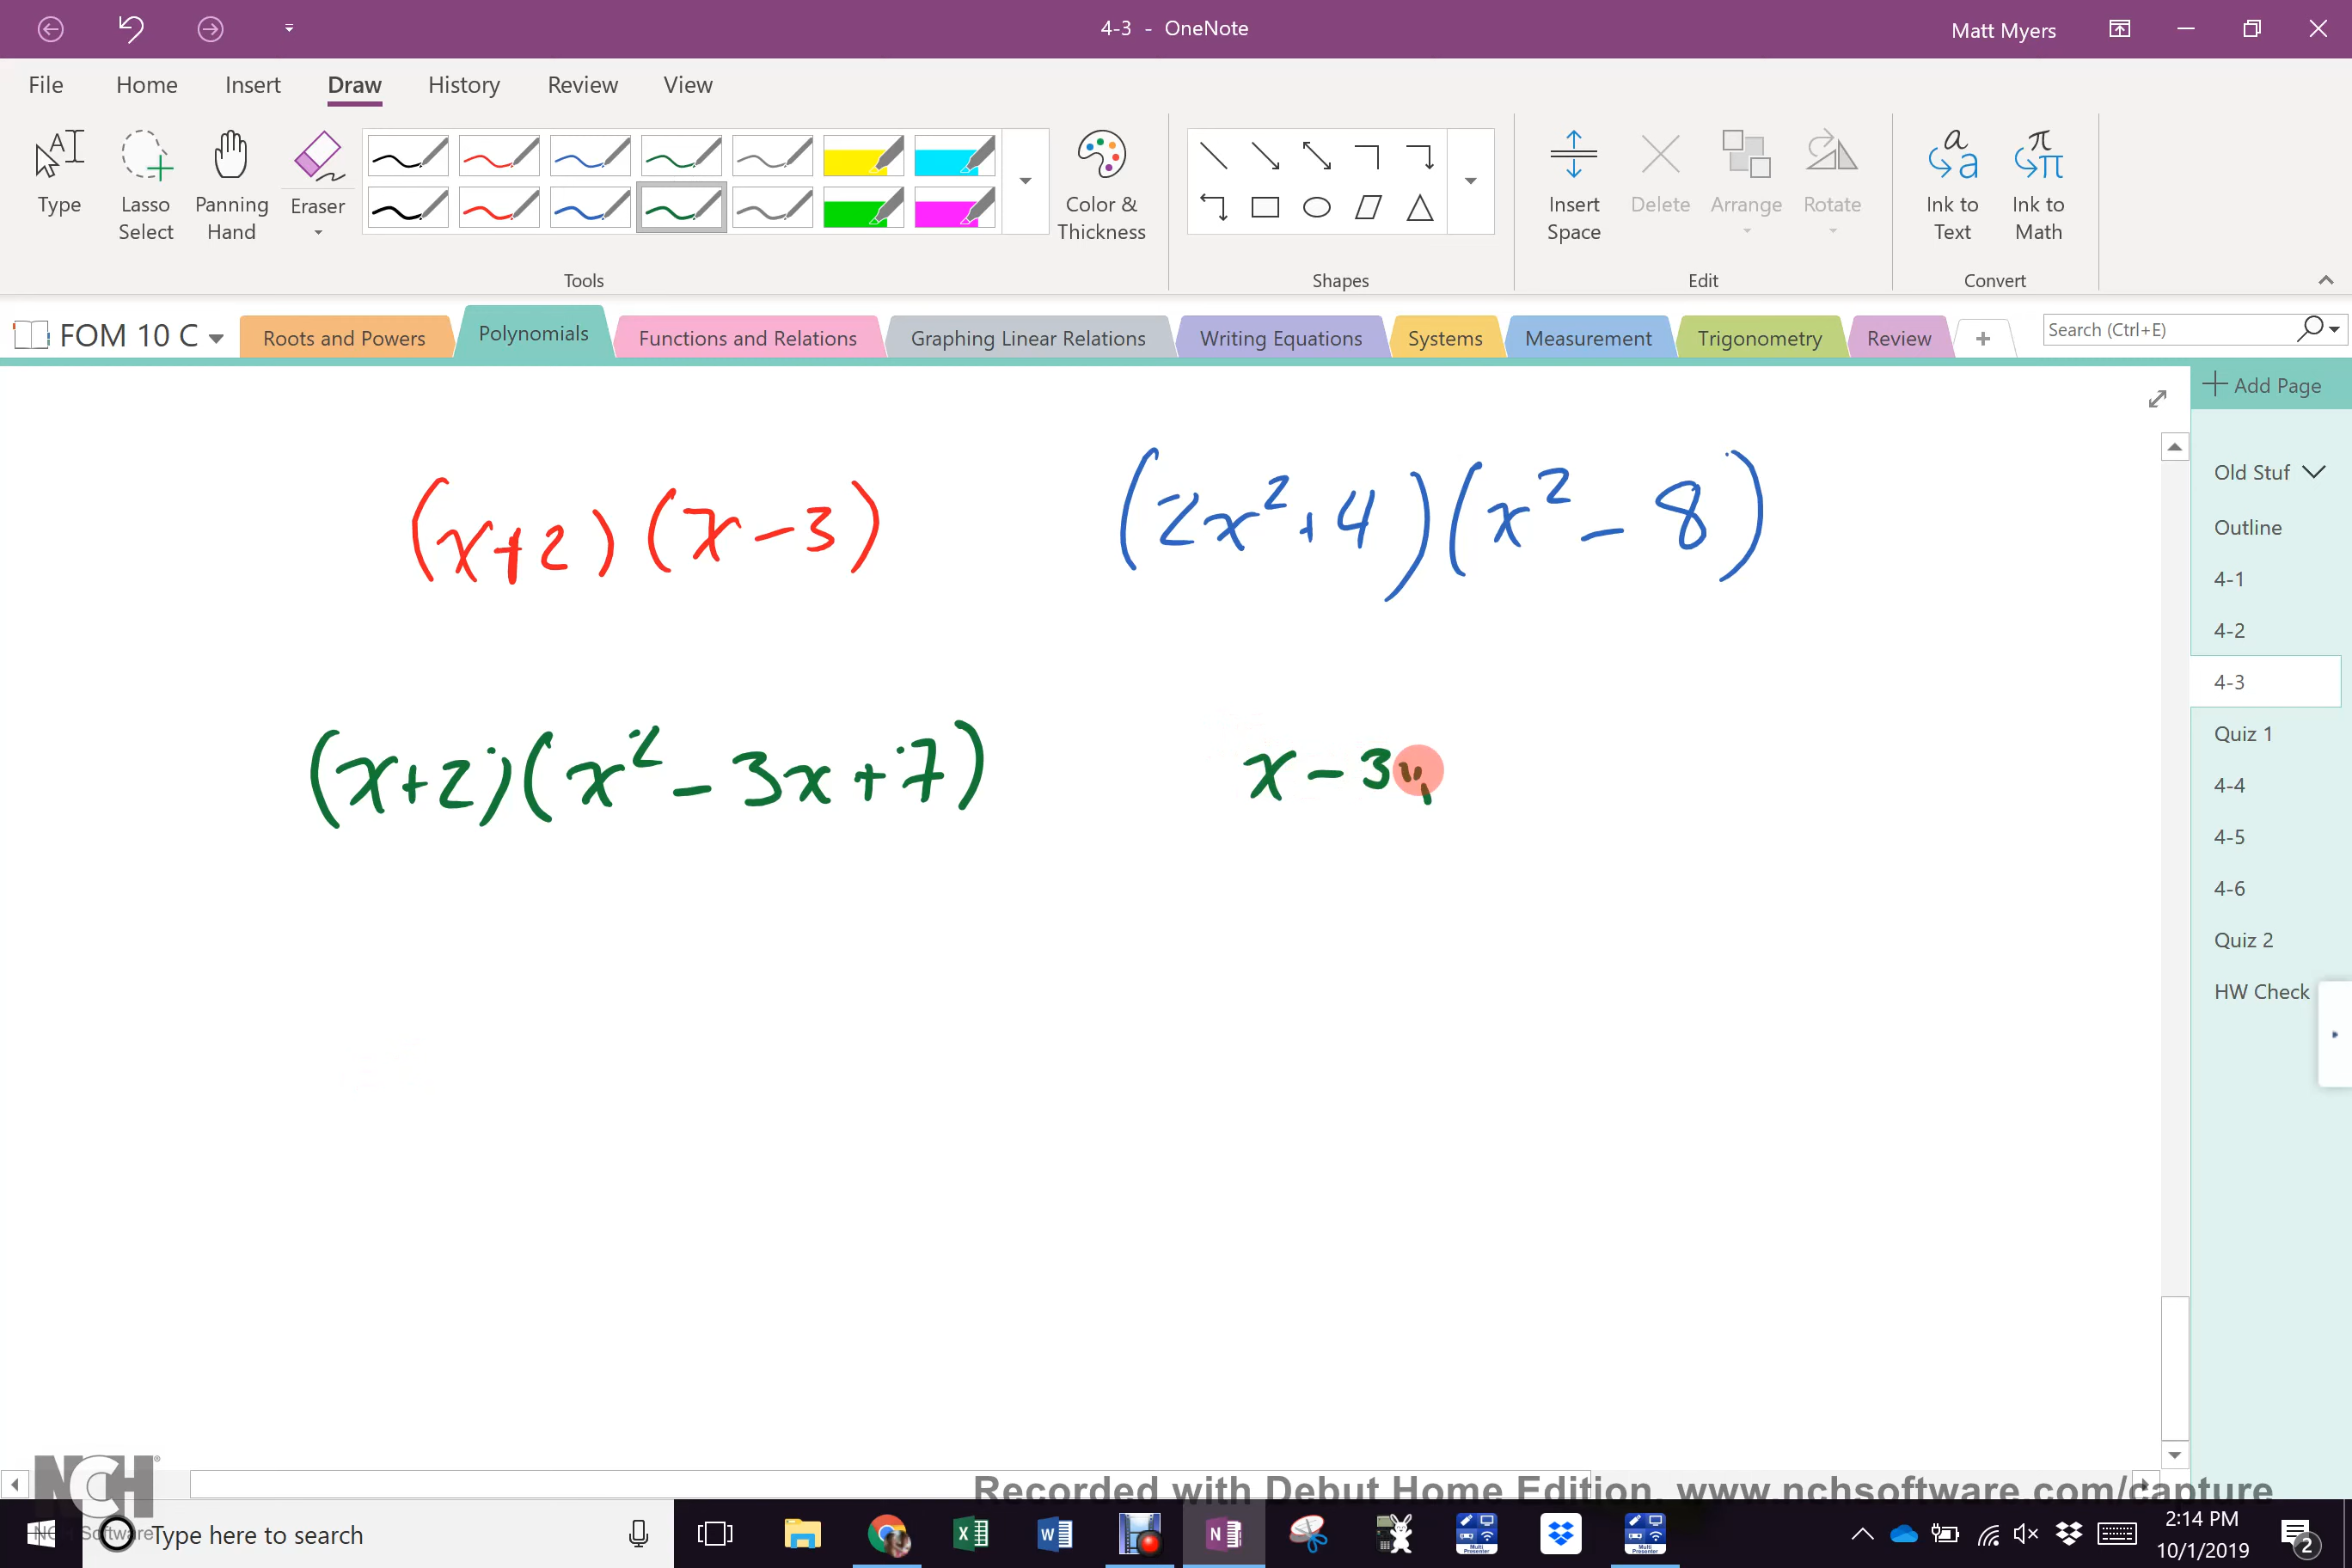 4-3 - OneNote
Matt Myers
File Home Insert Draw History Review View
Type
Lasso Select
Panning Hand
Eraser
Color & Thickness
Insert Space
Delete
Arrange
Rotate
Ink to Text
Ink to Math
Tools
Shapes
Edit
Convert
FOM 10 C
Roots and Powers
Polynomials
Functions and Relations
Graphing Linear Relations
Writing Equations
Systems
Measurement
Trigonometry
Review
Search (Ctrl+E)
Add Page
Old Stuf
Outline
4-1
4-2
4-3
Quiz 1
4-4
4-5
4-6
Quiz 2
HW Check
(x+2)(x-3)
(2x²+4)(x²-8)
(x+2)(x²-3x+7)
x-3
NCH®
NCH Software
Recorded with Debut Home Edition. www.nchsoftware.com/capture
Type here to search
2:14 PM
10/1/2019
2